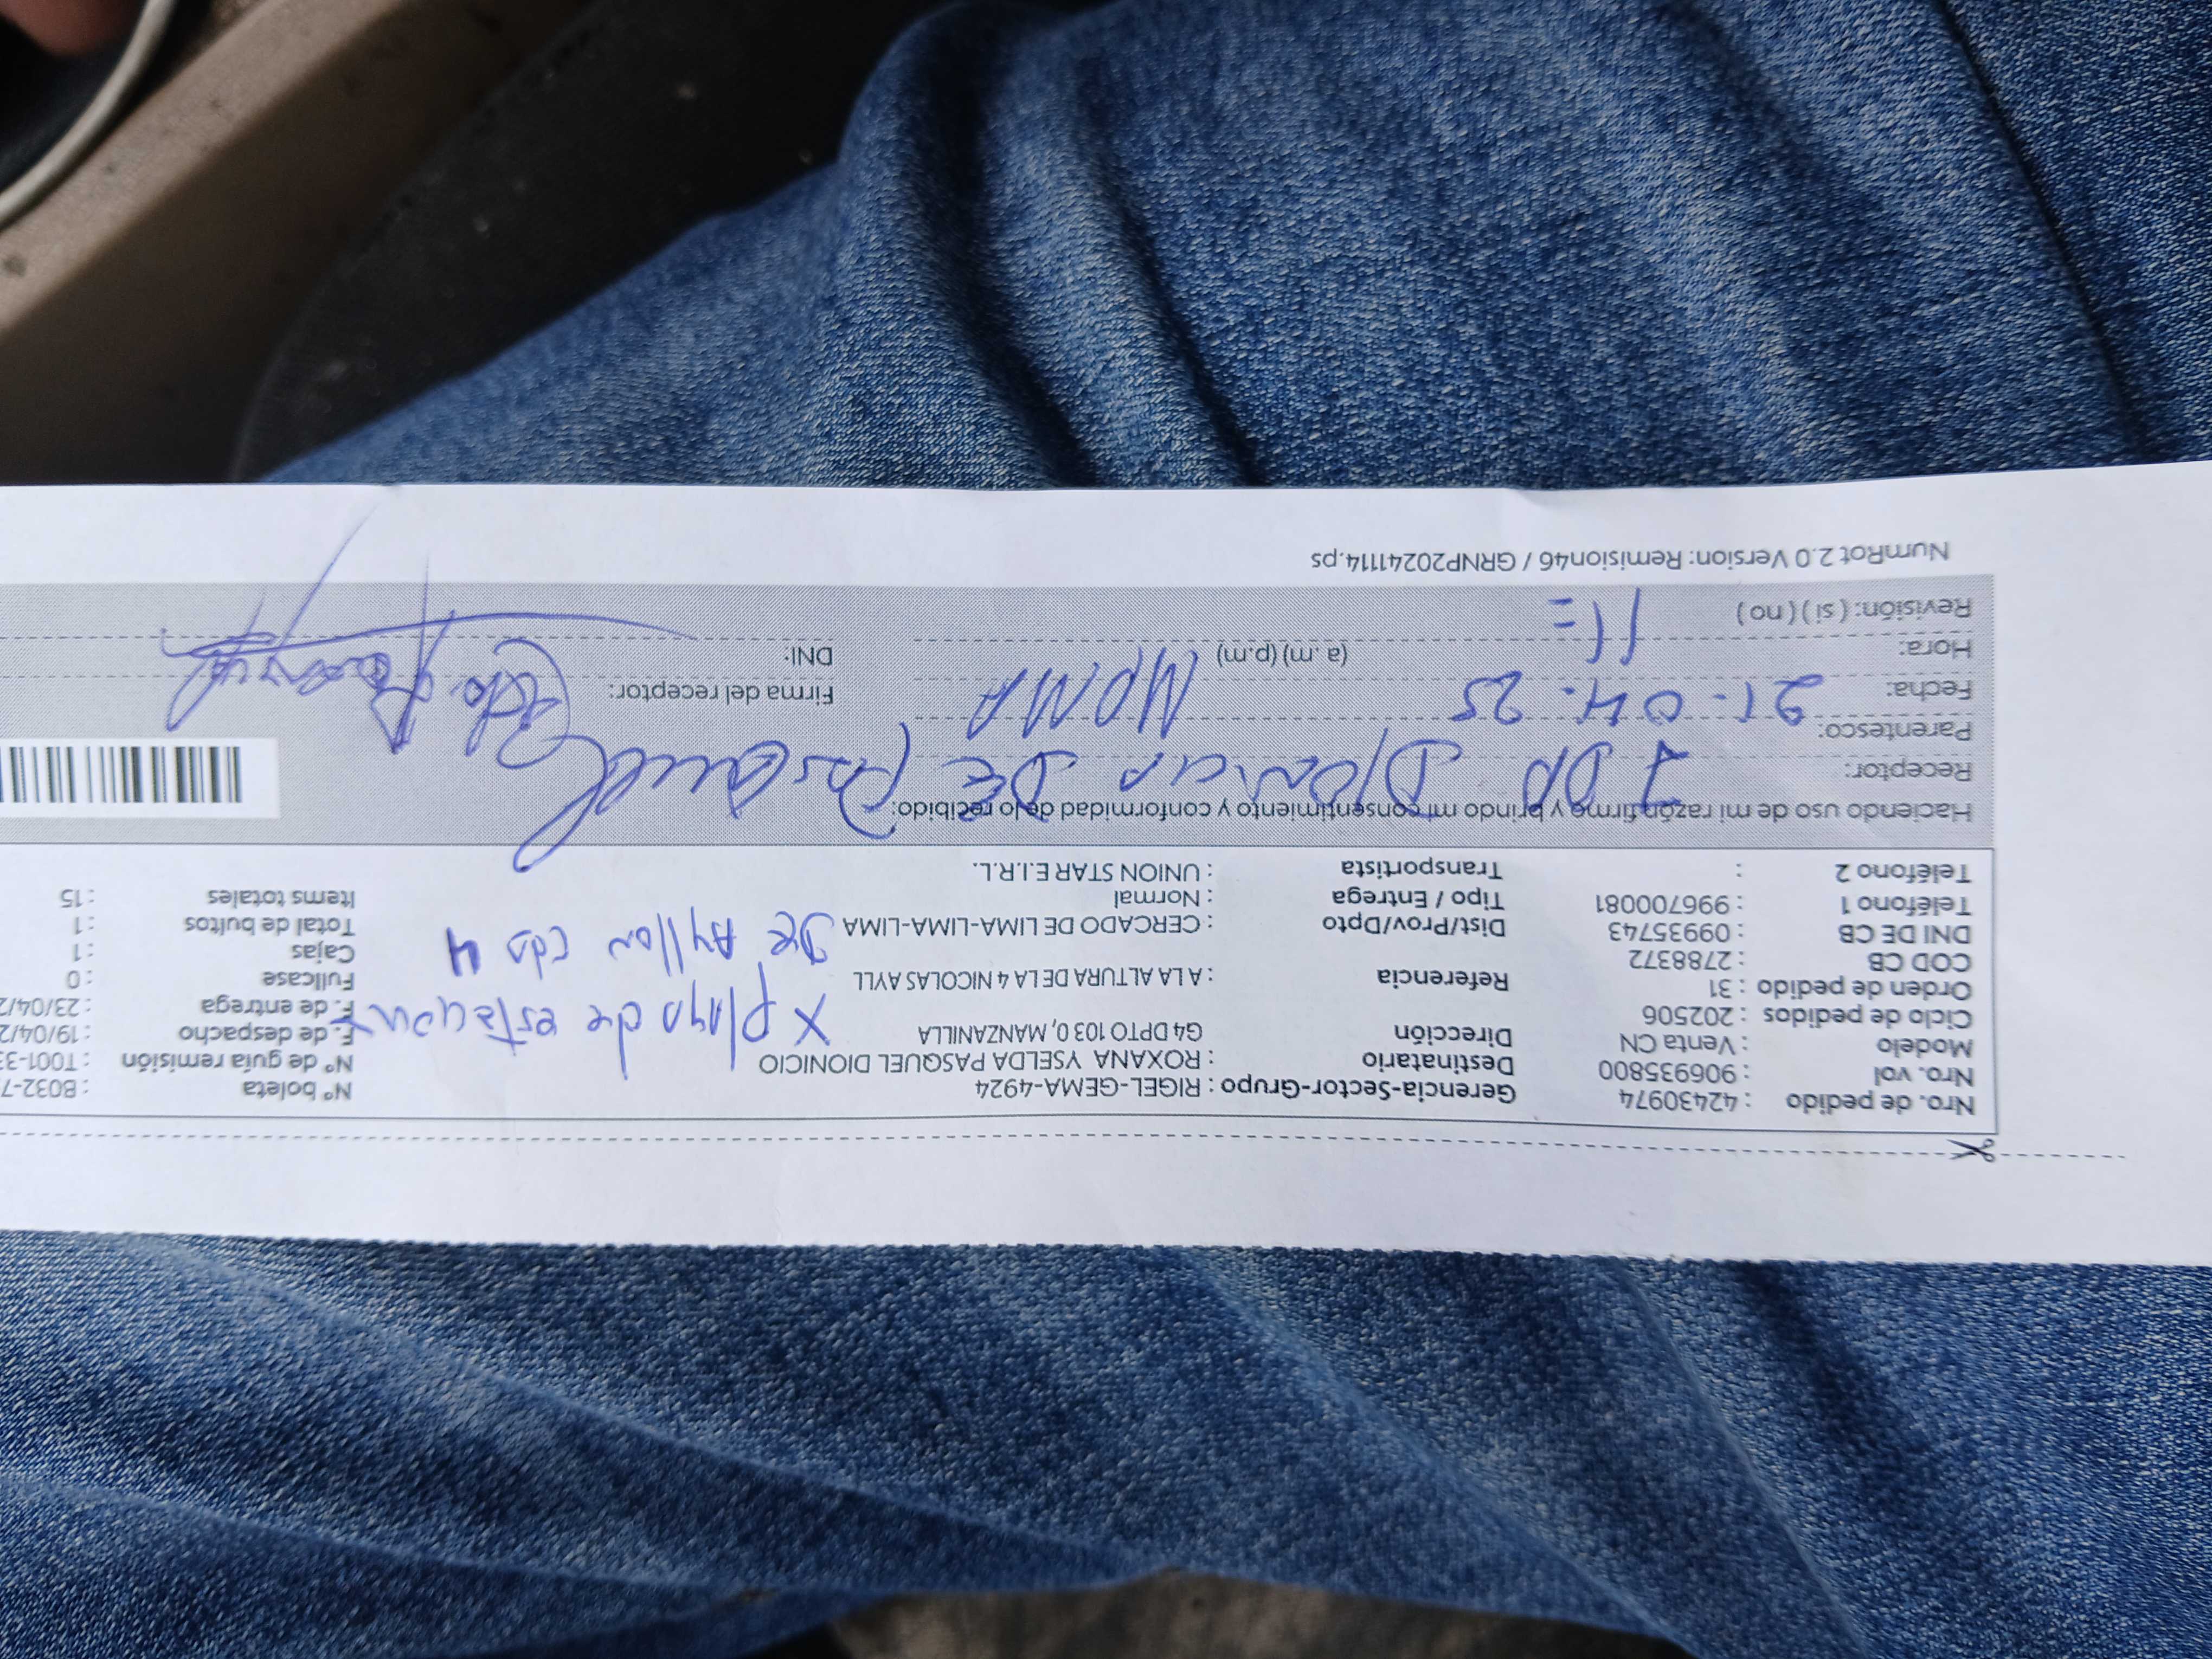 Nro. de pedido : 42430974
Nro. vol : 906935800
Modelo : Venta CN
Ciclo de pedidos : 202506
Orden de pedido : 31
COD CB : 2788372
DNI DE CB : 09935743
Teléfono 1 : 996700081
Teléfono 2 :
Gerencia-Sector-Grupo : RIGEL-GEMA-4924
Destinatario : ROXANA YSELDA PASQUEL DIONICIO
Dirección G4 DPTO 103 0, MANZANILLA
Referencia : A LA ALTURA DE LA 4 NICOLAS AYLL
Dist/Prov/Dpto : CERCADO DE LIMA-LIMA-LIMA
Tipo / Entrega : Normal
Transportista : UNION STAR E.I.R.L.
X playa de
DE Ayllon cda 4
Nº boleta : B032-7
Nº de guía remisión : T001-3
F. de despacho : 19/04/2
F. de entrega : 23/04/2
Fullcase : 0
Cajas : 1
Total de bultos : 1
Items totales : 15
Haciendo uso de mi razón firmo y brindo mi consentimiento y conformidad de lo recibido:
Receptor: DE Pasquel
Parentesco: MAMA
Fecha: 21-04-25
Hora: 11= (a. m) (p.m)
Revisión: ( si ) ( no )
Firma del receptor:
DNI:
NumRot 2.0 Version: Remision46 / GRNP20241114.ps